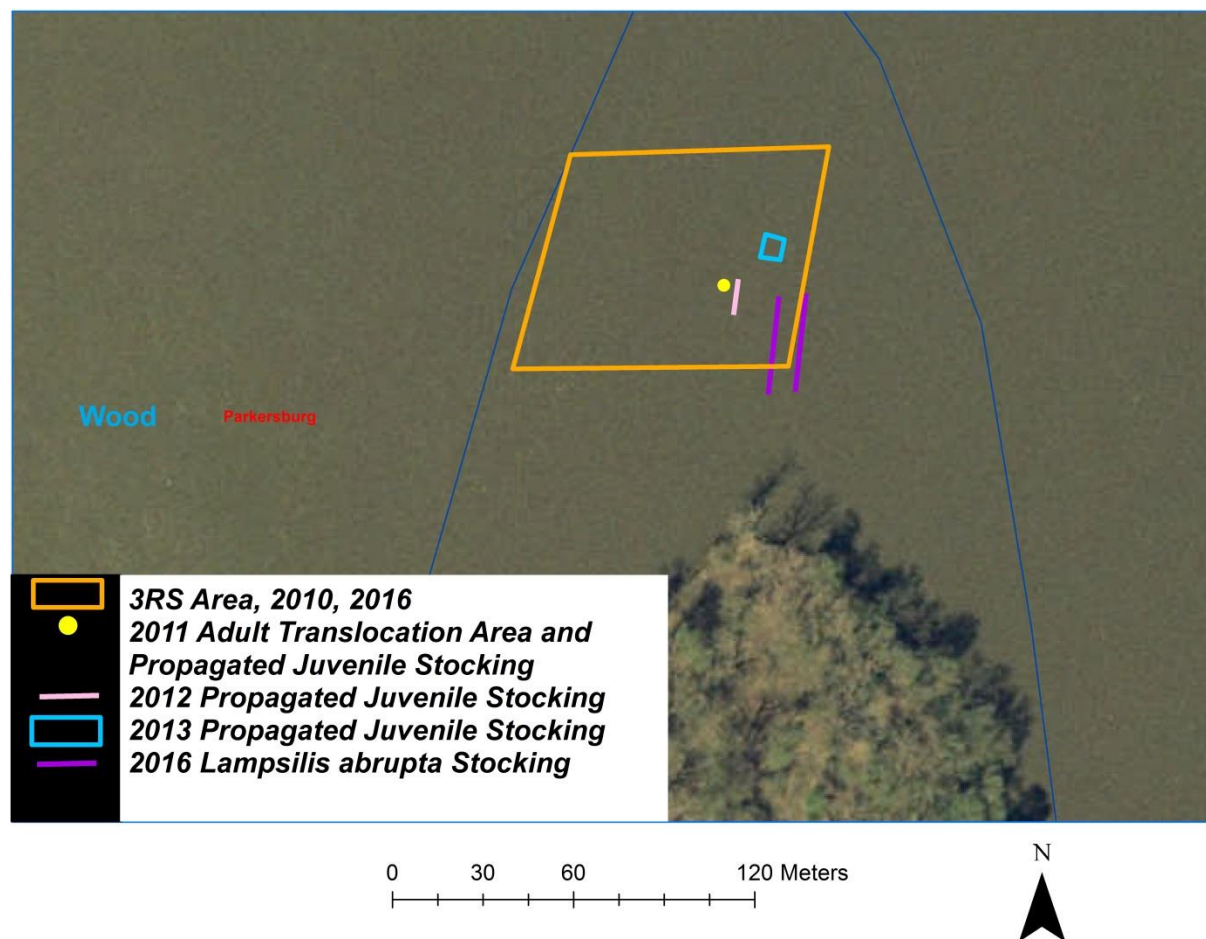 Wood
Parkersburg
3RS Area, 2010, 2016
2011 Adult Translocation Area and
Propagated Juvenile Stocking
2012 Propagated Juvenile Stocking
2013 Propagated Juvenile Stocking
2016 Lampsilis abrupta Stocking
0 30 60 120 Meters
N